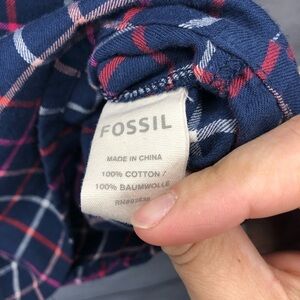 FOSSIL
MADE IN CHINA
100% COTTON /
100% BAUMWOLLE